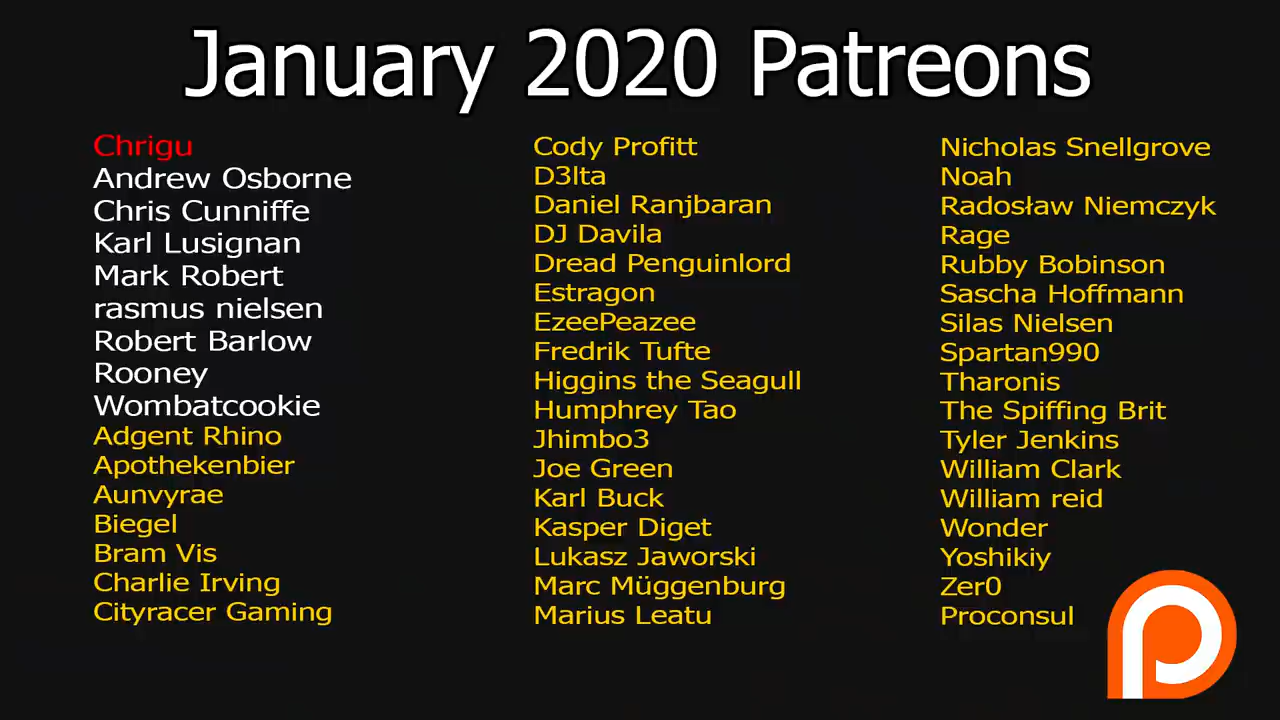 January 2020 Patreons
Chrigu
Andrew Osborne
Chris Cunniffe
Karl Lusignan
Mark Robert
rasmus nielsen
Robert Barlow
Rooney
Wombatcookie
Adgent Rhino
Apothekenbier
Aunvyrae
Biegel
Bram Vis
Charlie Irving
Cityracer Gaming
Cody Profitt
D3lta
Daniel Ranjbaran
DJ Davila
Dread Penguinlord
Estragon
EzeePeazee
Fredrik Tufte
Higgins the Seagull
Humphrey Tao
Jhimbo3
Joe Green
Karl Buck
Kasper Diget
Lukasz Jaworski
Marc Müggenburg
Marius Leatu
Nicholas Snellgrove
Noah
Radosław Niemczyk
Rage
Rubby Bobinson
Sascha Hoffmann
Silas Nielsen
Spartan990
Tharonis
The Spiffing Brit
Tyler Jenkins
William Clark
William reid
Wonder
Yoshikiy
Zer0
Proconsul